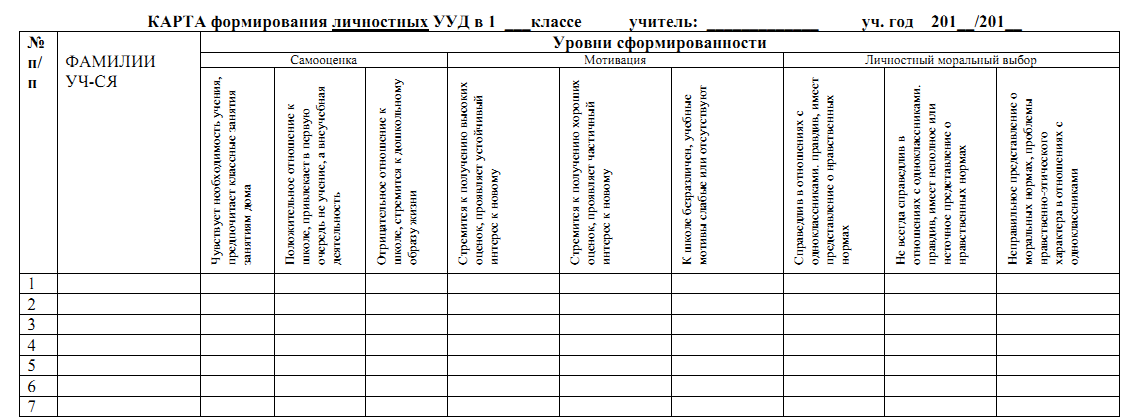 КАРТА формирования личностных УУД в 1 ___классе учитель: _____________ уч. год 201__/201__
№ п/п
ФАМИЛИИ
УЧ-СЯ
Уровни сформированности
Самооценка
Мотивация
Личностный моральный выбор
Чувствует необходимость учения,
предпочитает классные занятия
занятиям дома
Положительное отношение к
школе, привлекает в первую
очередь не учение, а внеучебная
деятельность
Отрицательное отношение к
школе, стремится к дошкольному
образу жизни
Стремится к получению высоких
оценок, проявляет устойчивый
интерес к новому
Стремится к получению хороших
оценок, проявляет частичный
интерес к новому
К школе безразличен, учебные
мотивы слабые или отсутствуют
Справедлив в отношениях с
одноклассниками. правдив, имеет
представление о нравственных
нормах
Не всегда справедлив в
отношениях с одноклассниками.
правдив, имеет неполное или
неточное представление о
нравственных нормах
Неправильное представление о
моральных нормах, проблемы
нравственно-этического
характера в отношениях с
одноклассниками
1
2
3
4
5
6
7